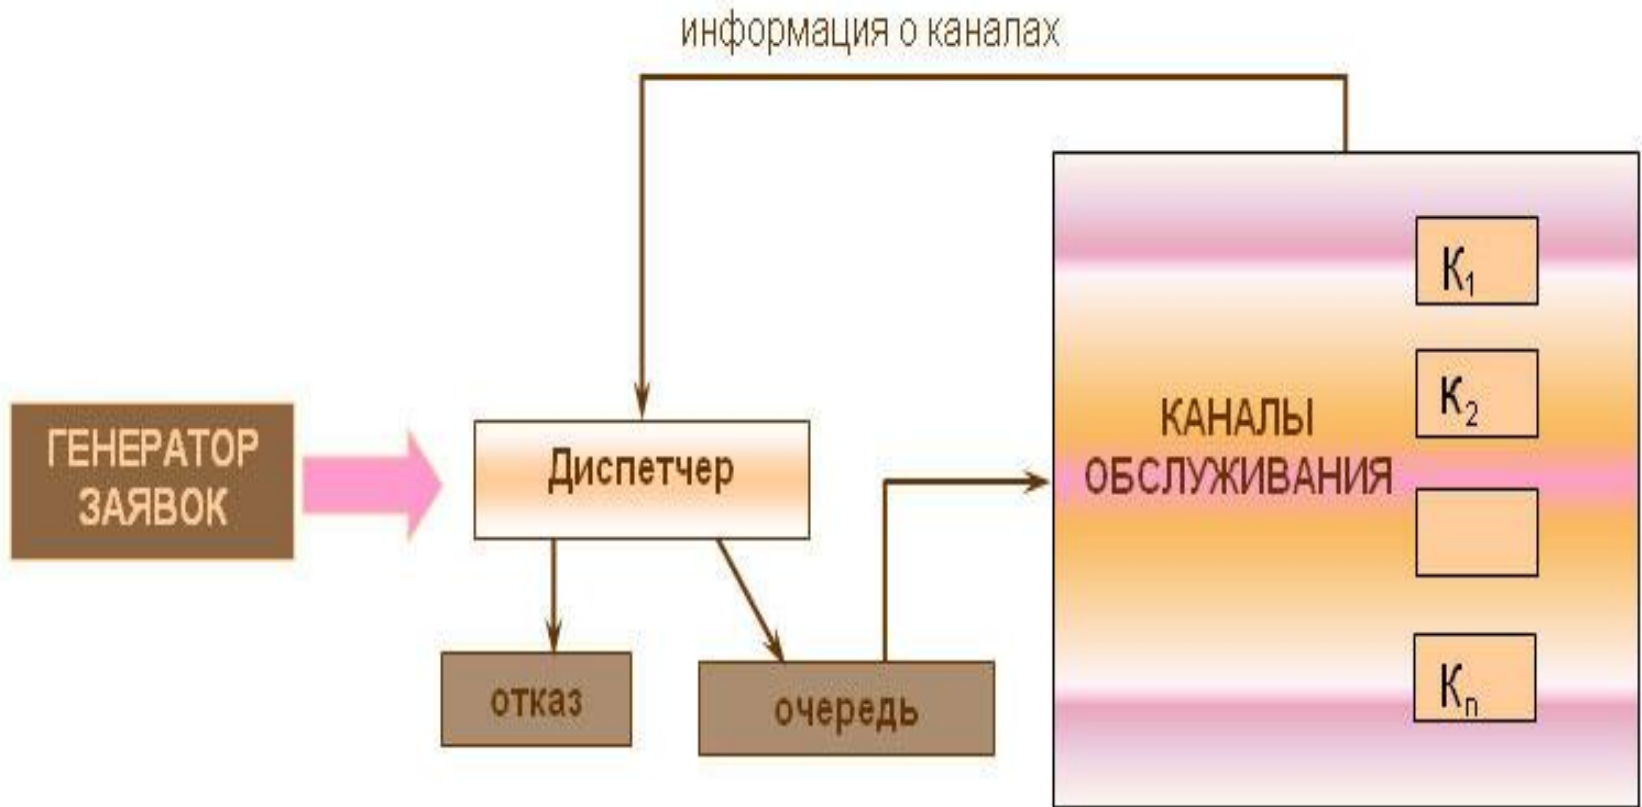 информация о каналах
ГЕНЕРАТОР
ЗАЯВОК
Диспетчер
отказ
очередь
КАНАЛЫ
ОБСЛУЖИВАНИЯ
К₁
К₂
Кₙ